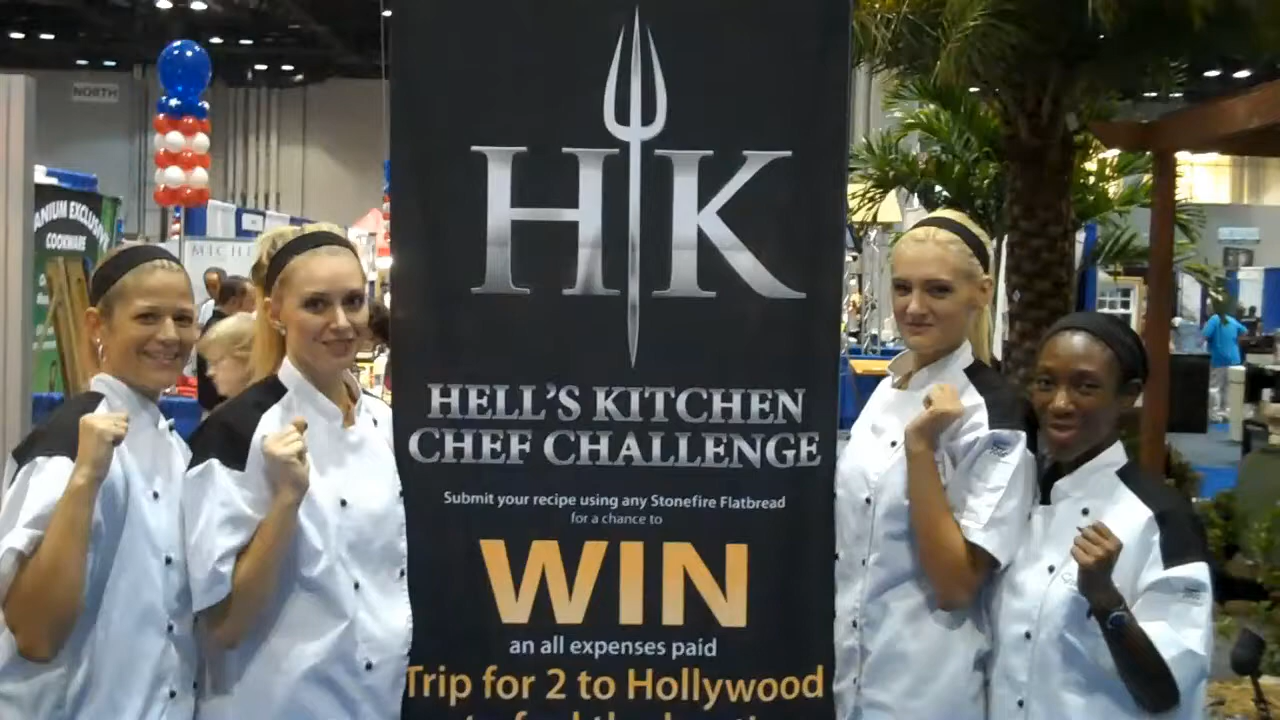 NORTH
COOKWARE
MICHI
HK
HELL'S KITCHEN
CHEF CHALLENGE
Submit your recipe using any Stonefire Flatbread
for a chance to
WIN
an all expenses paid
Trip for 2 to Hollywood